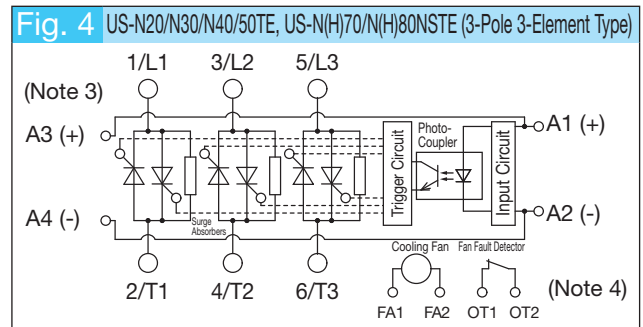 Fig. 4 US-N20/N30/N40/50TE, US-N(H)70/N(H)80NSTE (3-Pole 3-Element Type)
1/L1 3/L2 5/L3
(Note 3)
A3 (+)
A4 (-)
Trigger Circuit
Photo-
Coupler
Input Circuit
A1 (+)
A2 (-)
Surge
Absorbers
2/T1 4/T2 6/T3
Cooling Fan Fan Fault Detector
(Note 4)
FA1 FA2 OT1 OT2